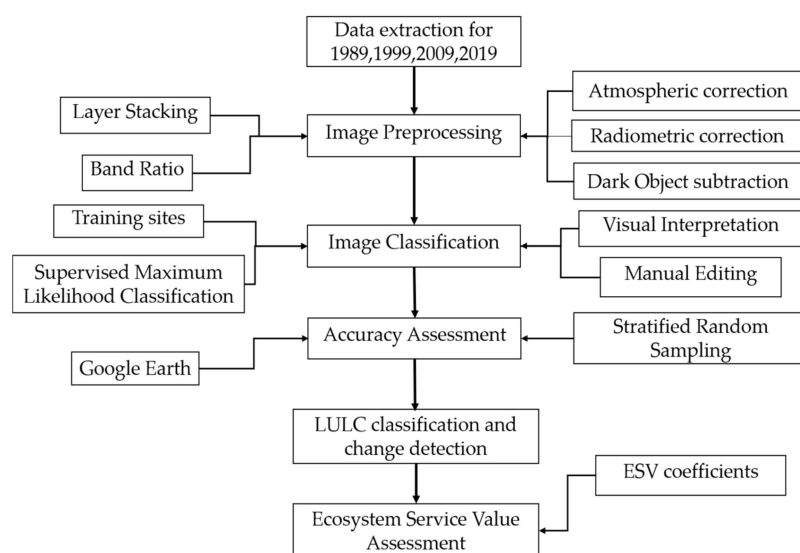 Data extraction for
1989,1999,2009,2019
Layer Stacking
Band Ratio
Image Preprocessing
Atmospheric correction
Radiometric correction
Dark Object subtraction
Training sites
Supervised Maximum
Likelihood Classification
Image Classification
Visual Interpretation
Manual Editing
Google Earth
Accuracy Assessment
Stratified Random
Sampling
LULC classification and
change detection
ESV coefficients
Ecosystem Service Value
Assessment